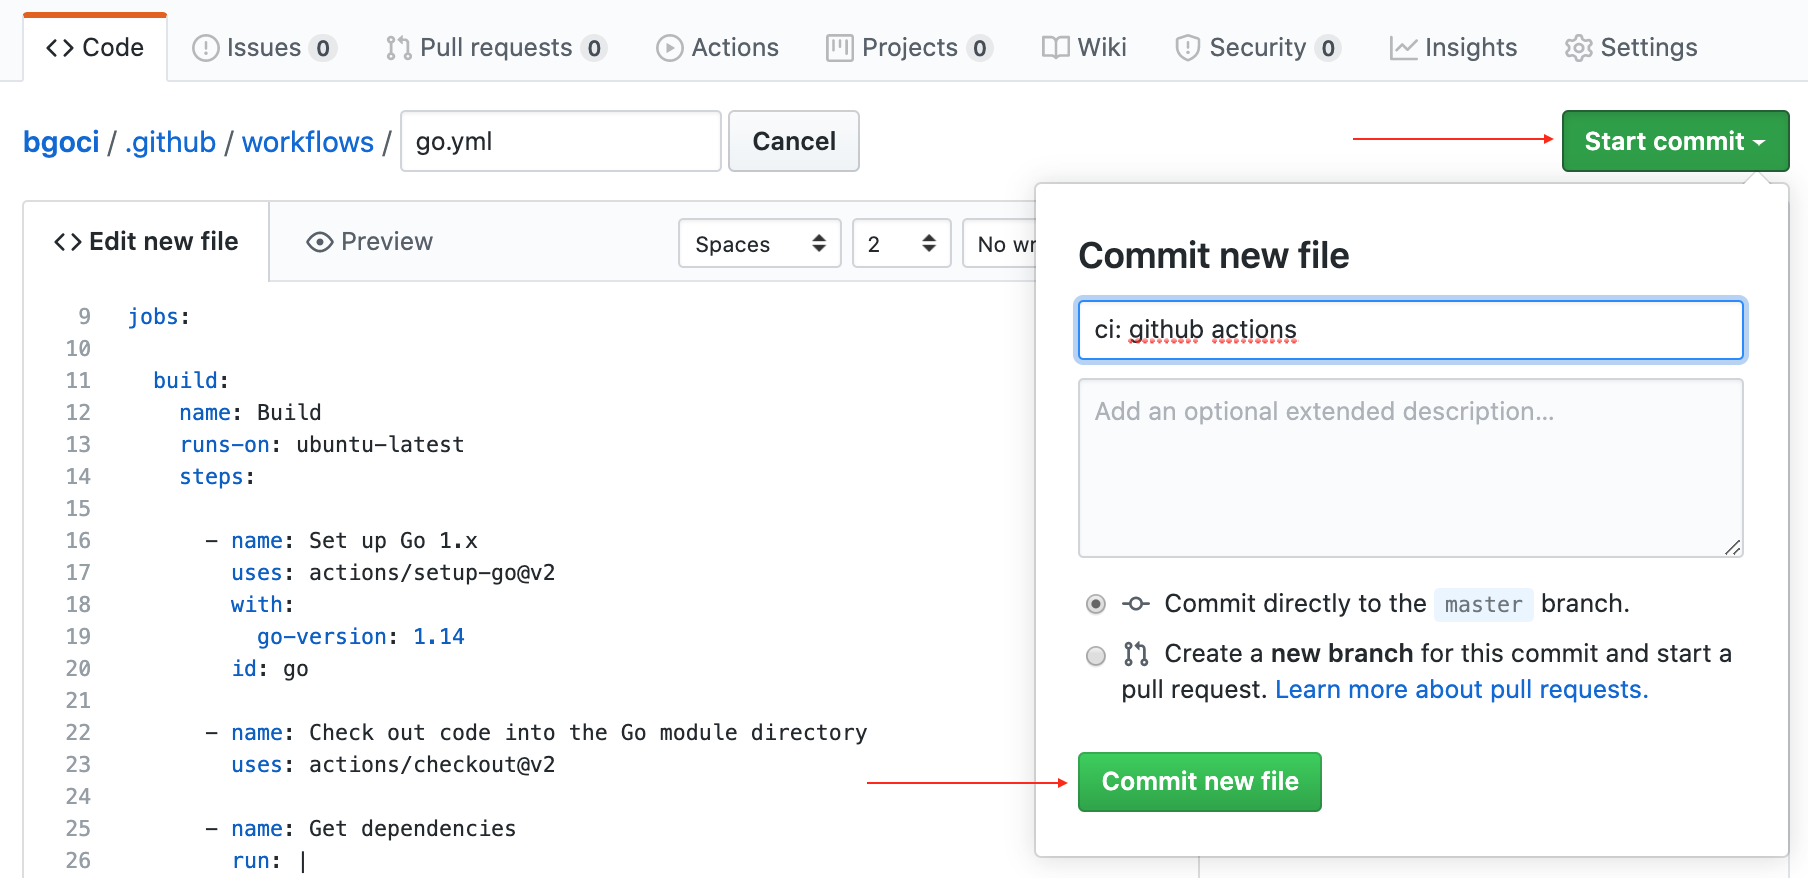 Code Issues 0 Pull requests 0 Actions Projects 0 Wiki Security 0 Insights Settings
bgoci / .github / workflows / go.yml Cancel Start commit
Edit new file Preview Spaces 2 No wr
Commit new file
ci: github actions
Add an optional extended description...
Commit directly to the master branch.
Create a new branch for this commit and start a
pull request. Learn more about pull requests.
Commit new file
9 jobs:
10
11 build:
12 name: Build
13 runs-on: ubuntu-latest
14 steps:
15
16 - name: Set up Go 1.x
17 uses: actions/setup-go@v2
18 with:
19 go-version: 1.14
20 id: go
21
22 - name: Check out code into the Go module directory
23 uses: actions/checkout@v2
24
25 - name: Get dependencies
26 run: |